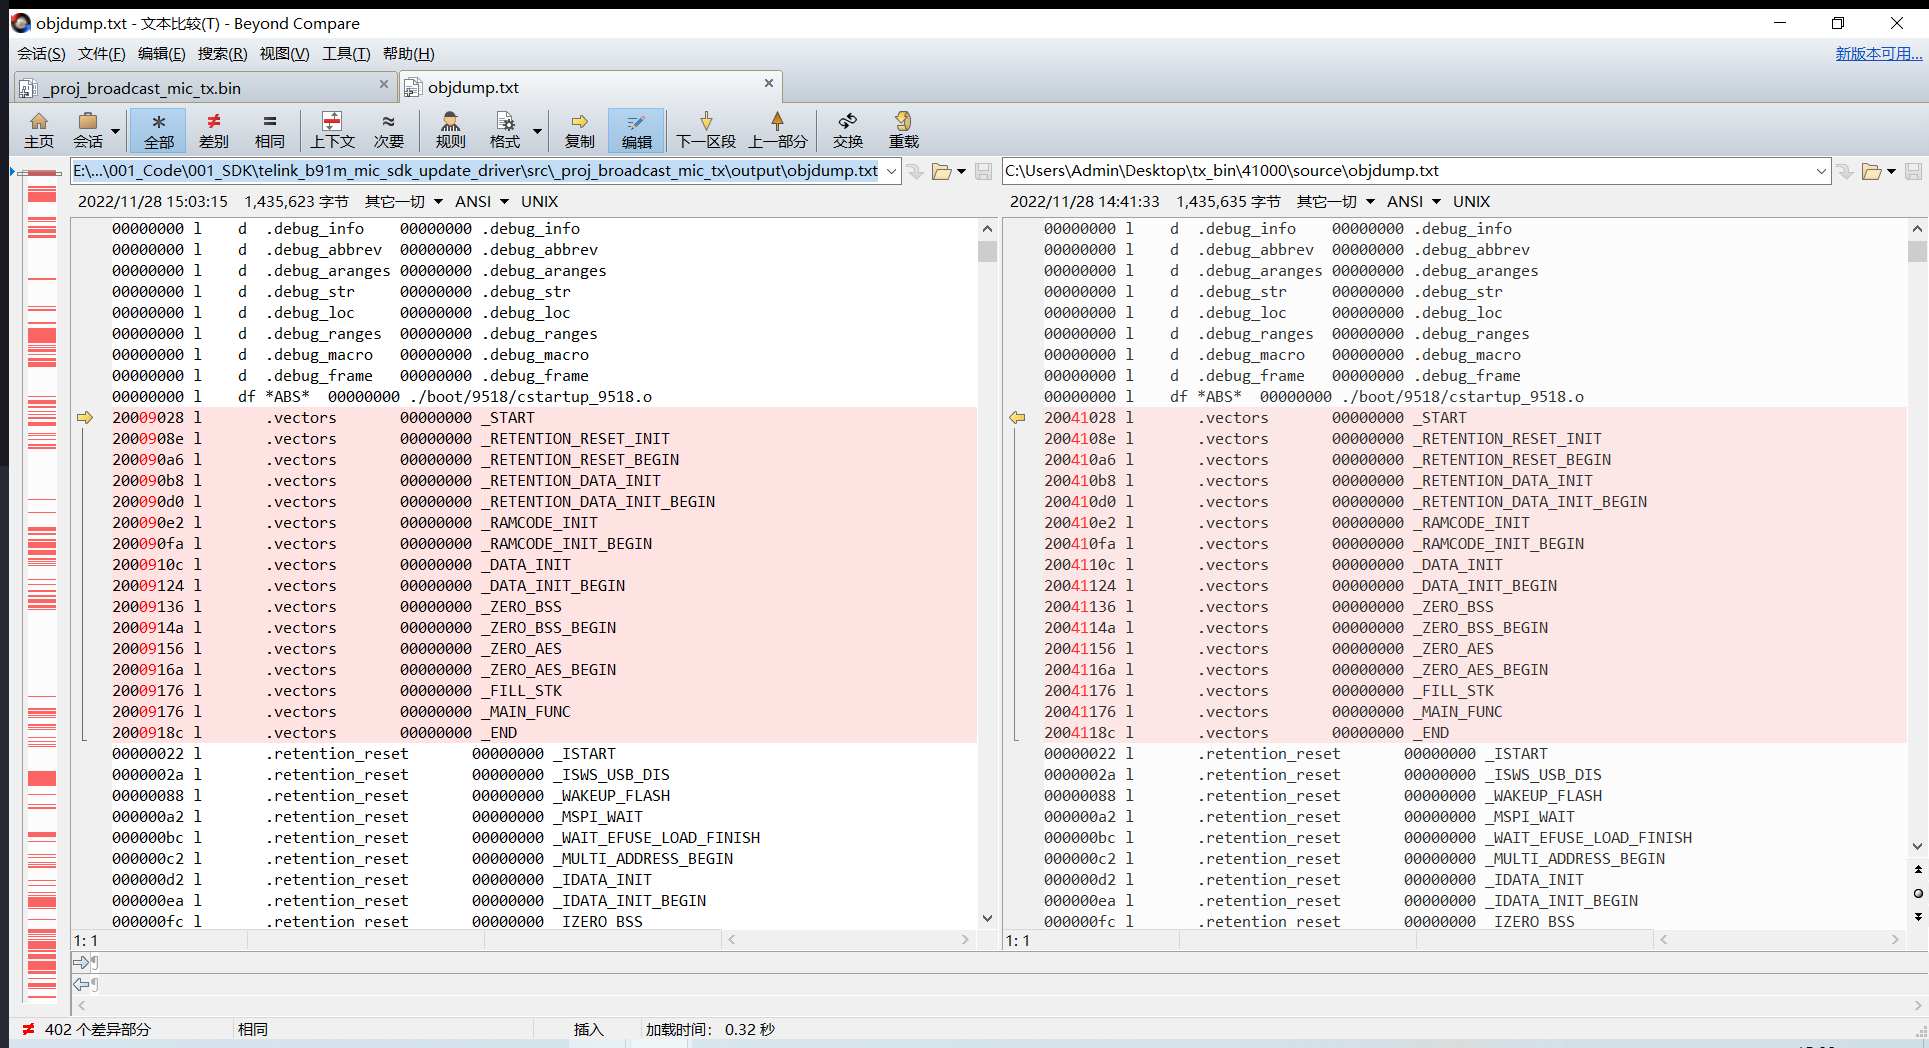 objdump.txt - 文本比较(T) - Beyond Compare
会话(S) 文件(F) 编辑(E) 搜索(R) 视图(V) 工具(T) 帮助(H) 新版本可用...
_proj_broadcast_mic_tx.bin objdump.txt
主页 会话 全部 差别 相同 上下文 次要 规则 格式 复制 编辑 下一区段 上一部分 交换 重载
E:\...\001_Code\001_SDK\telink_b91m_mic_sdk_update_driver\src\_proj_broadcast_mic_tx\output\objdump.txt
2022/11/28 15:03:15 1,435,623 字节 其它一切 ANSI UNIX
00000000 l d .debug_info 00000000 .debug_info
00000000 l d .debug_abbrev 00000000 .debug_abbrev
00000000 l d .debug_aranges 00000000 .debug_aranges
00000000 l d .debug_str 00000000 .debug_str
00000000 l d .debug_loc 00000000 .debug_loc
00000000 l d .debug_ranges 00000000 .debug_ranges
00000000 l d .debug_macro 00000000 .debug_macro
00000000 l d .debug_frame 00000000 .debug_frame
00000000 l df *ABS* 00000000 ./boot/9518/cstartup_9518.o
20009028 l .vectors 00000000 _START
2000908e l .vectors 00000000 _RETENTION_RESET_INIT
200090a6 l .vectors 00000000 _RETENTION_RESET_BEGIN
200090b8 l .vectors 00000000 _RETENTION_DATA_INIT
200090d0 l .vectors 00000000 _RETENTION_DATA_INIT_BEGIN
200090e2 l .vectors 00000000 _RAMCODE_INIT
200090fa l .vectors 00000000 _RAMCODE_INIT_BEGIN
2000910c l .vectors 00000000 _DATA_INIT
20009124 l .vectors 00000000 _DATA_INIT_BEGIN
20009136 l .vectors 00000000 _ZERO_BSS
2000914a l .vectors 00000000 _ZERO_BSS_BEGIN
20009156 l .vectors 00000000 _ZERO_AES
2000916a l .vectors 00000000 _ZERO_AES_BEGIN
20009176 l .vectors 00000000 _FILL_STK
20009176 l .vectors 00000000 _MAIN_FUNC
2000918c l .vectors 00000000 _END
00000022 l .retention_reset 00000000 _ISTART
0000002a l .retention_reset 00000000 _ISWS_USB_DIS
00000088 l .retention_reset 00000000 _WAKEUP_FLASH
000000a2 l .retention_reset 00000000 _MSPI_WAIT
000000bc l .retention_reset 00000000 _WAIT_EFUSE_LOAD_FINISH
000000c2 l .retention_reset 00000000 _MULTI_ADDRESS_BEGIN
000000d2 l .retention_reset 00000000 _IDATA_INIT
000000ea l .retention_reset 00000000 _IDATA_INIT_BEGIN
000000fc l .retention_reset 00000000 _IZERO_BSS
1: 1
C:\Users\Admin\Desktop\tx_bin\41000\source\objdump.txt
2022/11/28 14:41:33 1,435,635 字节 其它一切 ANSI UNIX
00000000 l d .debug_info 00000000 .debug_info
00000000 l d .debug_abbrev 00000000 .debug_abbrev
00000000 l d .debug_aranges 00000000 .debug_aranges
00000000 l d .debug_str 00000000 .debug_str
00000000 l d .debug_loc 00000000 .debug_loc
00000000 l d .debug_ranges 00000000 .debug_ranges
00000000 l d .debug_macro 00000000 .debug_macro
00000000 l d .debug_frame 00000000 .debug_frame
00000000 l df *ABS* 00000000 ./boot/9518/cstartup_9518.o
20041028 l .vectors 00000000 _START
2004108e l .vectors 00000000 _RETENTION_RESET_INIT
200410a6 l .vectors 00000000 _RETENTION_RESET_BEGIN
200410b8 l .vectors 00000000 _RETENTION_DATA_INIT
200410d0 l .vectors 00000000 _RETENTION_DATA_INIT_BEGIN
200410e2 l .vectors 00000000 _RAMCODE_INIT
200410fa l .vectors 00000000 _RAMCODE_INIT_BEGIN
2004110c l .vectors 00000000 _DATA_INIT
20041124 l .vectors 00000000 _DATA_INIT_BEGIN
20041136 l .vectors 00000000 _ZERO_BSS
2004114a l .vectors 00000000 _ZERO_BSS_BEGIN
20041156 l .vectors 00000000 _ZERO_AES
2004116a l .vectors 00000000 _ZERO_AES_BEGIN
20041176 l .vectors 00000000 _FILL_STK
20041176 l .vectors 00000000 _MAIN_FUNC
2004118c l .vectors 00000000 _END
00000022 l .retention_reset 00000000 _ISTART
0000002a l .retention_reset 00000000 _ISWS_USB_DIS
00000088 l .retention_reset 00000000 _WAKEUP_FLASH
000000a2 l .retention_reset 00000000 _MSPI_WAIT
000000bc l .retention_reset 00000000 _WAIT_EFUSE_LOAD_FINISH
000000c2 l .retention_reset 00000000 _MULTI_ADDRESS_BEGIN
000000d2 l .retention_reset 00000000 _IDATA_INIT
000000ea l .retention_reset 00000000 _IDATA_INIT_BEGIN
000000fc l .retention_reset 00000000 _IZERO_BSS
1: 1
402 个差异部分 相同 插入 加载时间: 0.32 秒